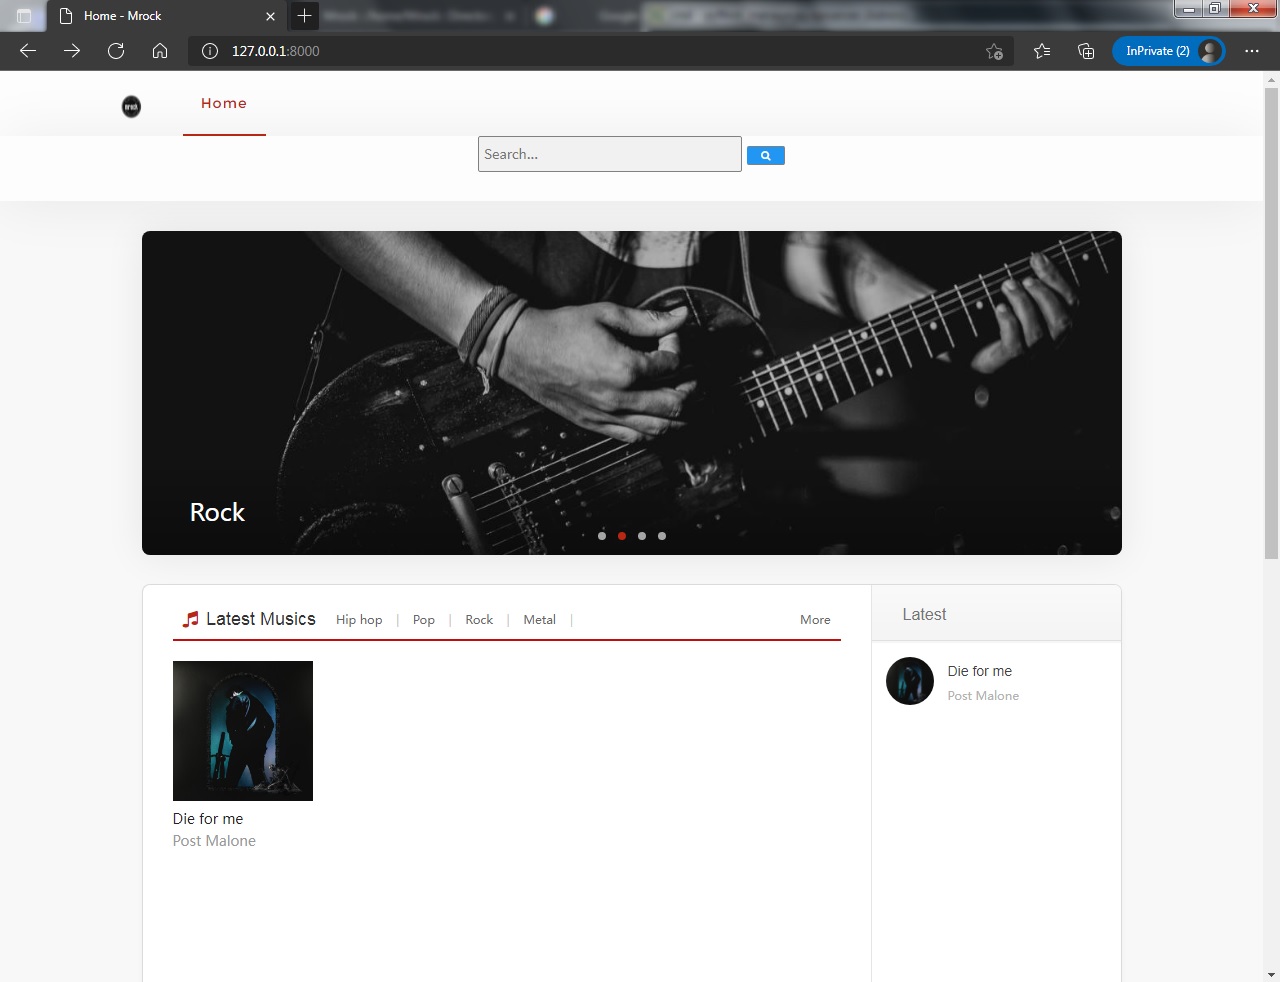 Home - Mrock
127.0.0.1:8000
InPrivate (2)
Home
Search...
Rock
Latest Musics
Hip hop | Pop | Rock | Metal |
More
Latest
Die for me
Post Malone
Die for me
Post Malone